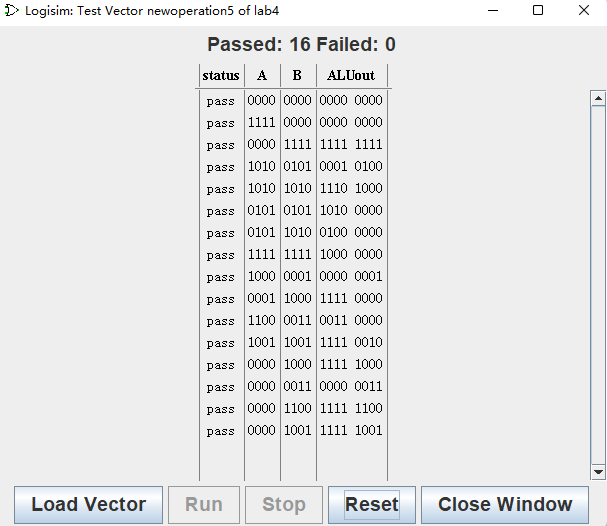 Logisim: Test Vector newoperation5 of lab4
Passed: 16 Failed: 0
status A B ALUout
pass 0000 0000 0000 0000
pass 1111 0000 0000 0000
pass 0000 1111 1111 1111
pass 1010 0101 0001 0100
pass 1010 1010 1110 1000
pass 0101 0101 1010 0000
pass 0101 1010 0100 0000
pass 1111 1111 1000 0000
pass 1000 0001 0000 0001
pass 0001 1000 1111 0000
pass 1100 0011 0011 0000
pass 1001 1001 1111 0010
pass 0000 1000 1111 1000
pass 0000 0011 0000 0011
pass 0000 1100 1111 1100
pass 0000 1001 1111 1001
Load Vector Run Stop Reset Close Window